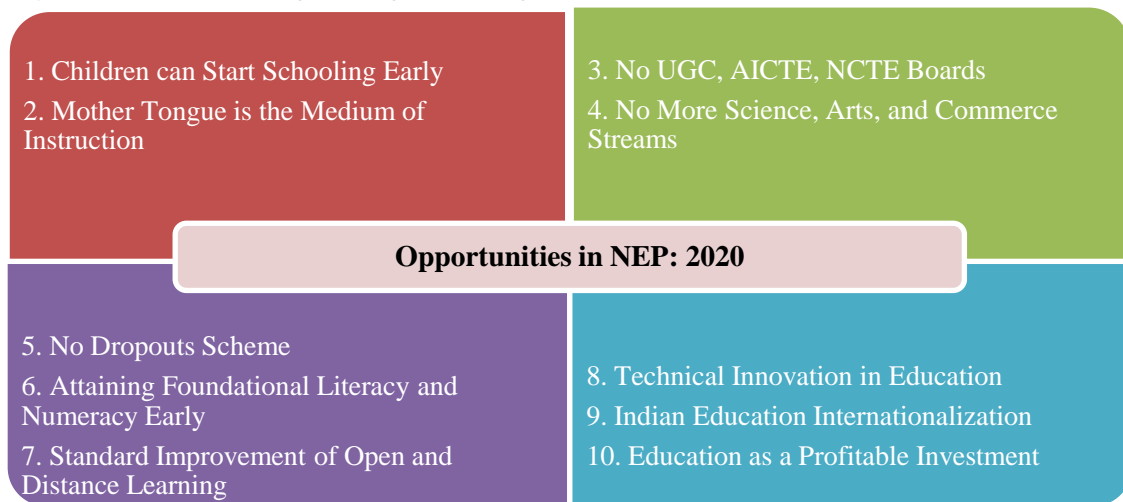 1. Children can Start Schooling Early
2. Mother Tongue is the Medium of
Instruction
3. No UGC, AICTE, NCTE Boards
4. No More Science, Arts, and Commerce
Streams
Opportunities in NEP: 2020
5. No Dropouts Scheme
6. Attaining Foundational Literacy and
Numeracy Early
7. Standard Improvement of Open and
Distance Learning
8. Technical Innovation in Education
9. Indian Education Internationalization
10. Education as a Profitable Investment